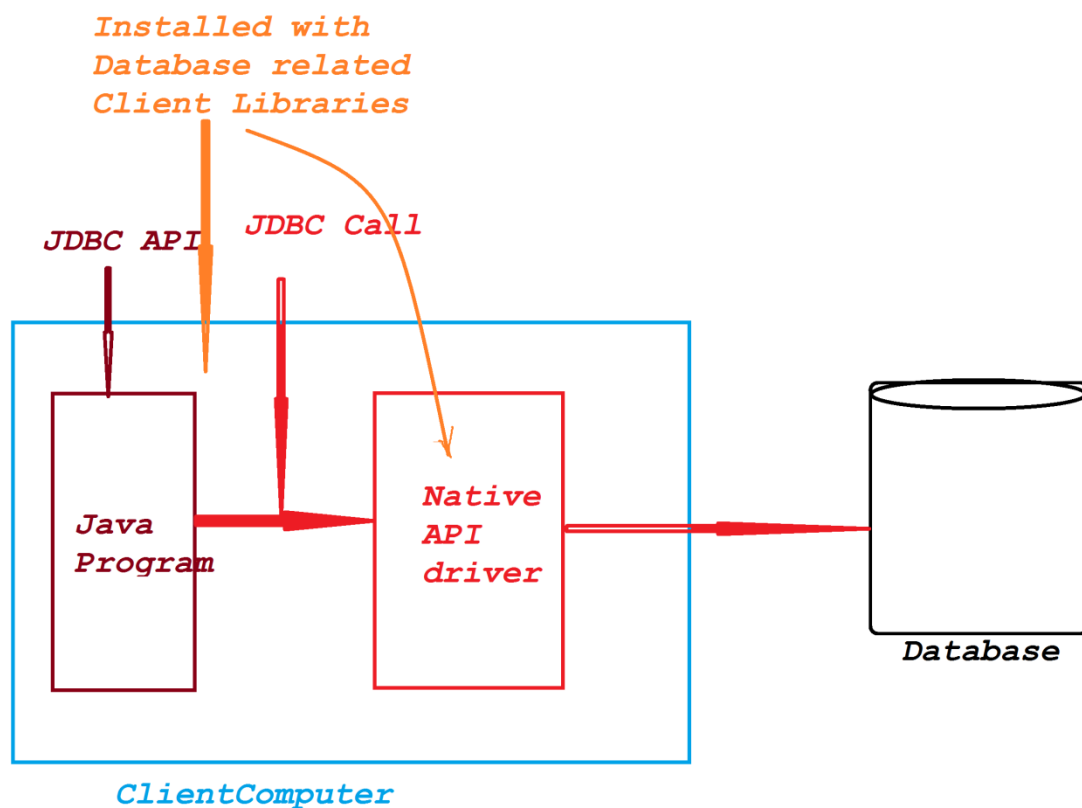 Installed with
Database related
Client Libraries
JDBC API
JDBC Call
Java
Program
Native
API
driver
Database
ClientComputer